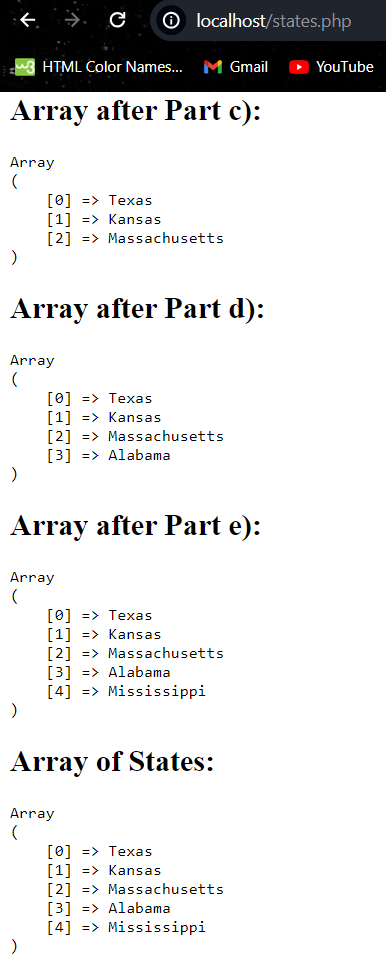 localhost/states.php
HTML Color Names... Gmail YouTube
Array after Part c):
Array
(
[0] => Texas
[1] => Kansas
[2] => Massachusetts
)
Array after Part d):
Array
(
[0] => Texas
[1] => Kansas
[2] => Massachusetts
[3] => Alabama
)
Array after Part e):
Array
(
[0] => Texas
[1] => Kansas
[2] => Massachusetts
[3] => Alabama
[4] => Mississippi
)
Array of States:
Array
(
[0] => Texas
[1] => Kansas
[2] => Massachusetts
[3] => Alabama
[4] => Mississippi
)